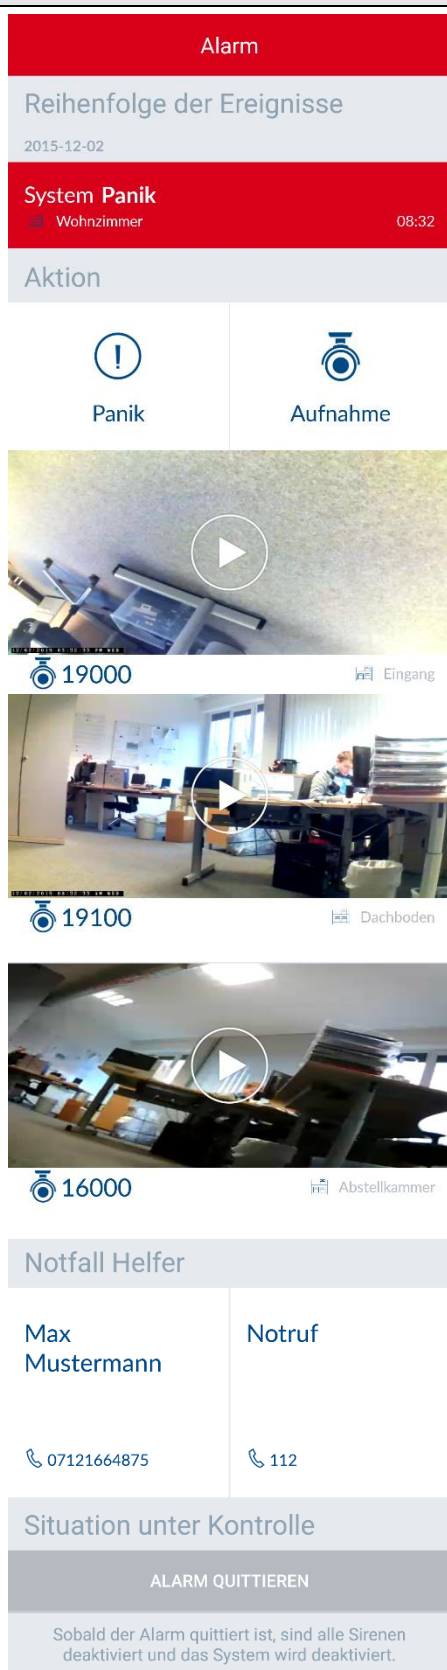 Alarm
Reihenfolge der Ereignisse
2015-12-02
System Panik
Wohnzimmer 08:32
Aktion
Panik Aufnahme
19000 Eingang
19100 Dachboden
16000 Abstellkammer
Notfall Helfer
Max
Mustermann
Notruf
07121664875
112
Situation unter Kontrolle
ALARM QUITTIEREN
Sobald der Alarm quittiert ist, sind alle Sirenen
deaktiviert und das System wird deaktiviert.